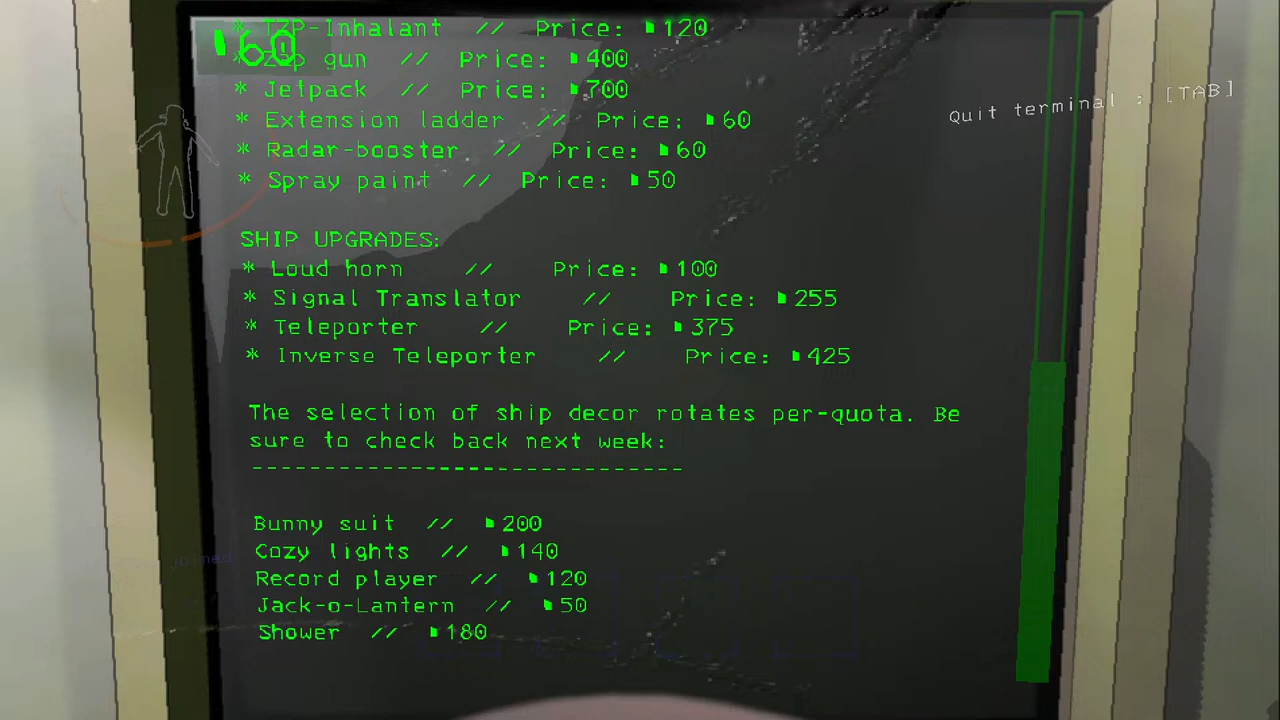 * TZP-Inhalant // Price: ▮120
▮60
* Zap gun // Price: ▮400
* Jetpack // Price: ▮700
Quit terminal : [TAB]
* Extension ladder // Price: ▮60
* Radar-booster // Price: ▮60
* Spray paint // Price: ▮50
SHIP UPGRADES:
* Loud horn // Price: ▮100
* Signal Translator // Price: ▮255
* Teleporter // Price: ▮375
* Inverse Teleporter // Price: ▮425
The selection of ship decor rotates per-quota. Be
sure to check back next week:
------------------------------
Bunny suit // ▮200
Cozy lights // ▮140
joined
Record player // ▮120
Jack-o-Lantern // ▮50
Shower // ▮180